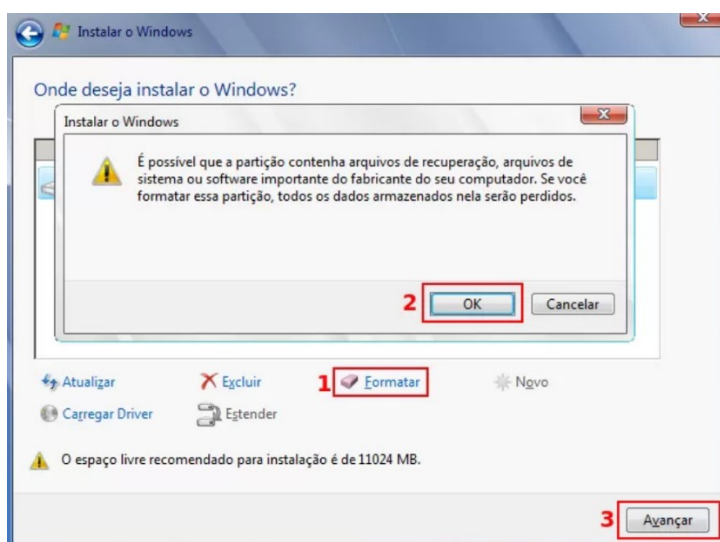 Instalar o Windows
Onde deseja instalar o Windows?
Instalar o Windows
É possível que a partição contenha arquivos de recuperação, arquivos de
sistema ou software importante do fabricante do seu computador. Se você
formatar essa partição, todos os dados armazenados nela serão perdidos.
2 OK Cancelar
Atualizar Excluir 1 Formatar Novo
Carregar Driver Estender
O espaço livre recomendado para instalação é de 11024 MB.
3 Avançar